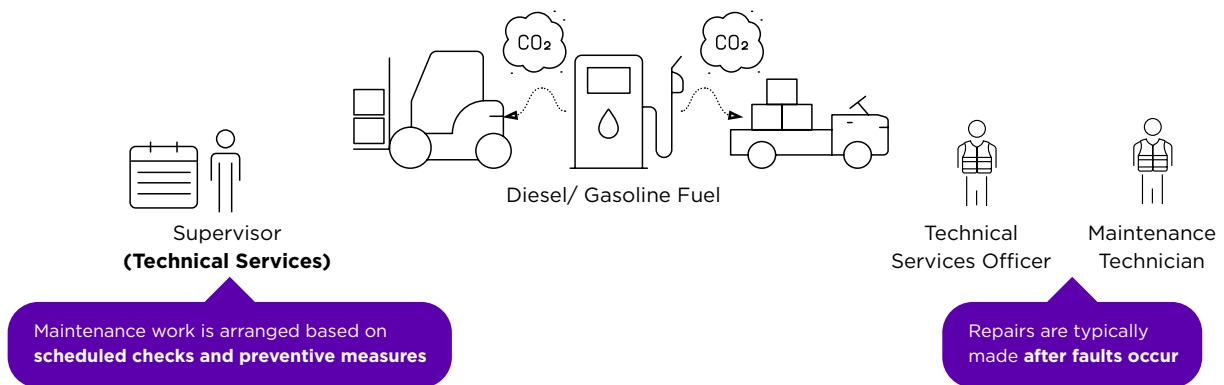 CO₂
CO₂
Diesel/ Gasoline Fuel
Supervisor
(Technical Services)
Technical
Services Officer
Maintenance
Technician
Maintenance work is arranged based on
scheduled checks and preventive measures
Repairs are typically
made after faults occur